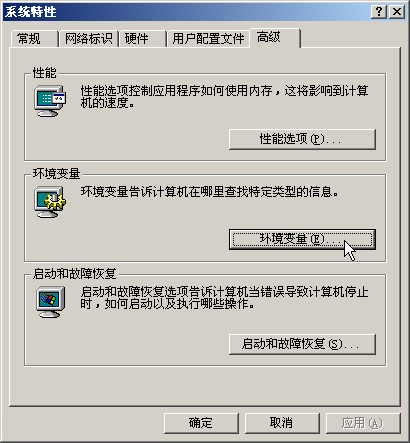 系统特性
常规 网络标识 硬件 用户配置文件 高级
性能
性能选项控制应用程序如何使用内存，这将影响到计算
机的速度。
性能选项(P)...
环境变量
环境变量告诉计算机在哪里查找特定类型的信息。
环境变量(E)...
启动和故障恢复
启动和故障恢复选项告诉计算机当错误导致计算机停止
时，如何启动以及执行哪些操作。
启动和故障恢复(S)...
确定 取消 应用(A)